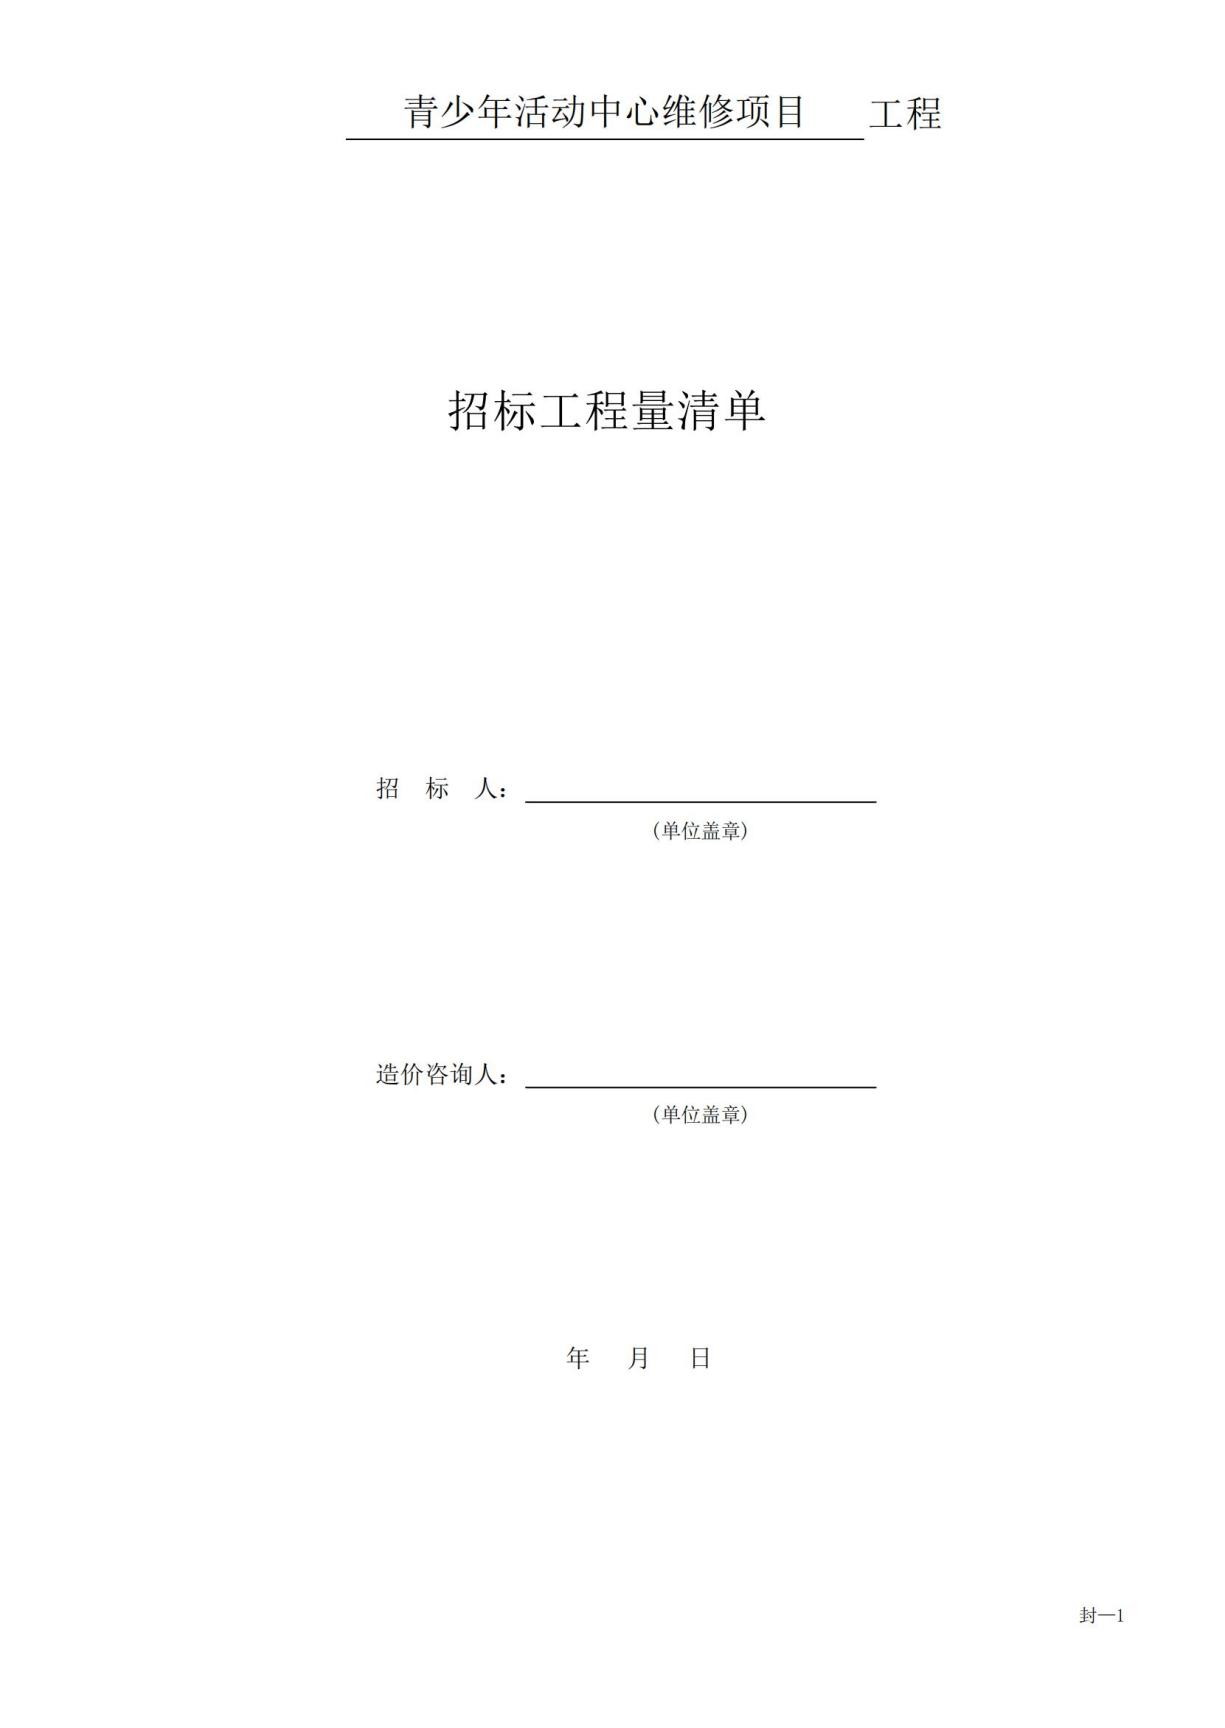 青少年活动中心维修项目 工程
招标工程量清单
招 标 人：
(单位盖章)
造价咨询人：
(单位盖章)
年 月 日
封—1